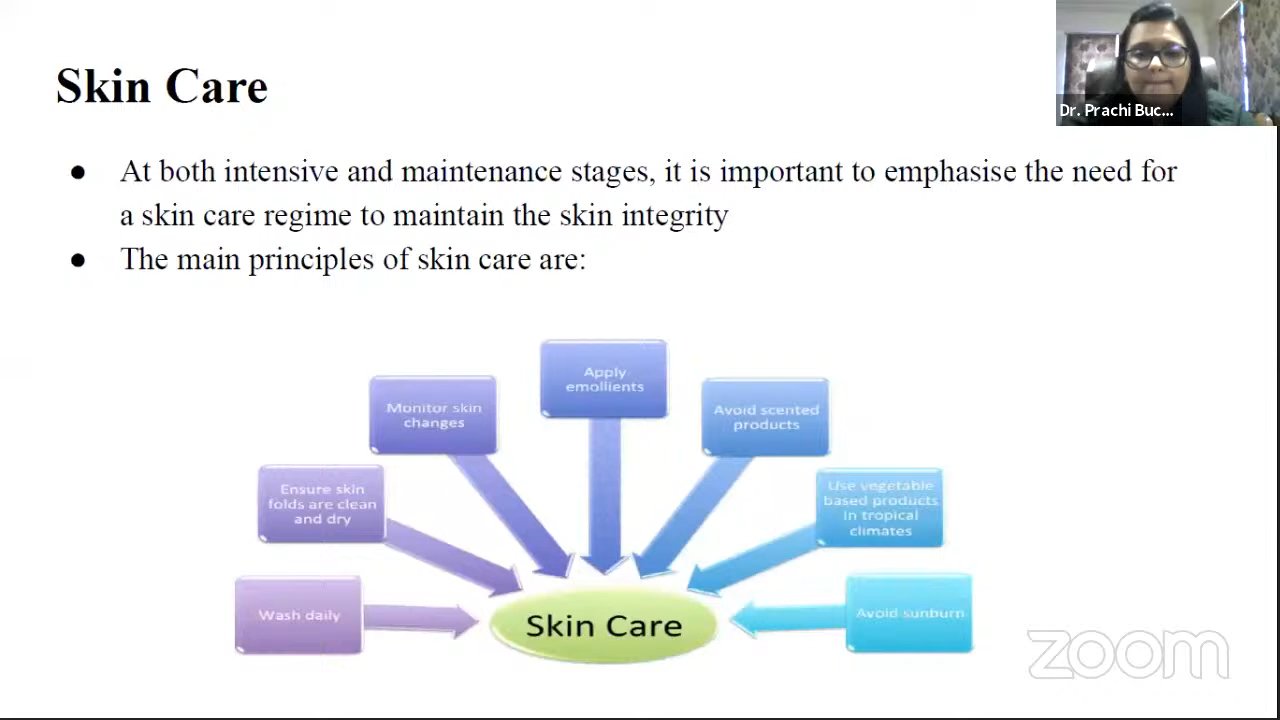 Skin Care
Dr. Prachi Buc...
● At both intensive and maintenance stages, it is important to emphasise the need for
a skin care regime to maintain the skin integrity
● The main principles of skin care are:
Apply
emollients
Monitor skin
changes
Avoid scented
products
Ensure skin
folds are clean
and dry
Use vegetable
based products
in tropical
climates
Wash daily
Avoid sunburn
Skin Care
zoom